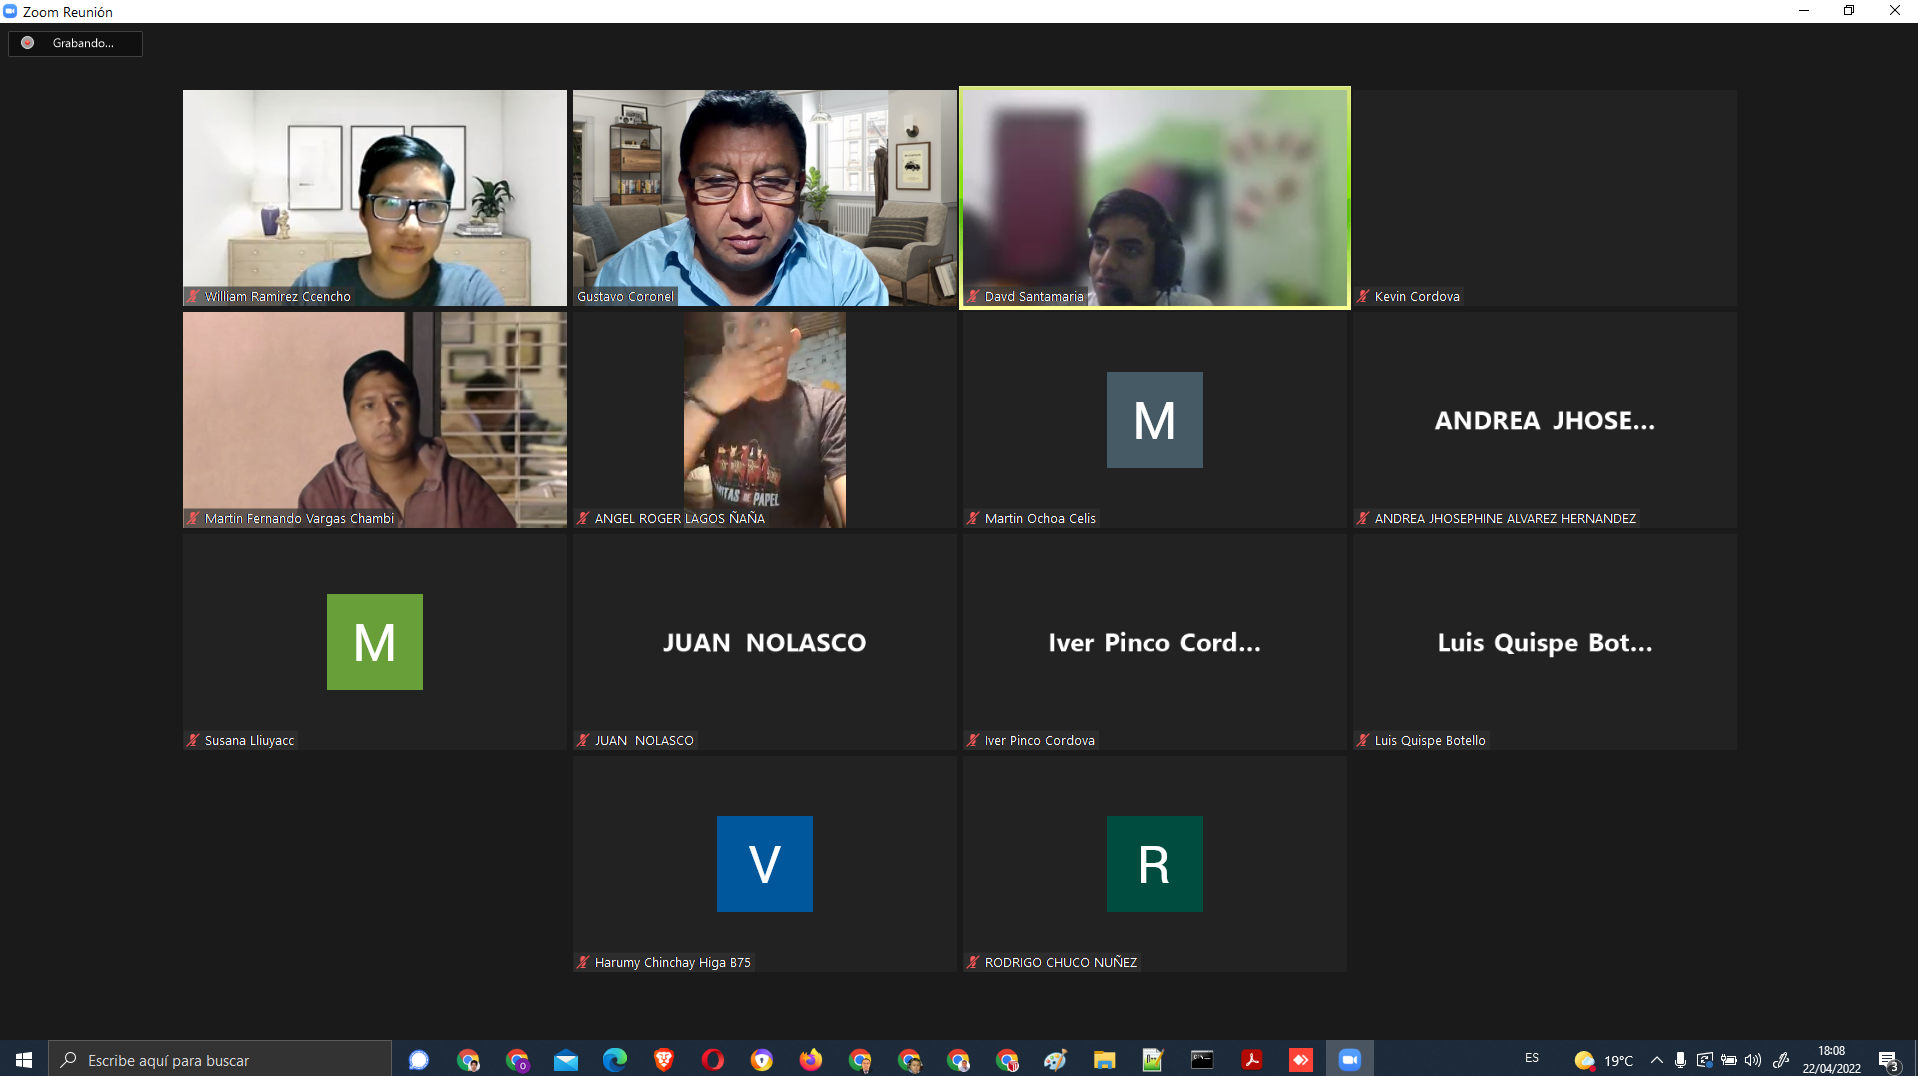 Zoom Reunión
Grabando...
William Ramirez Ccencho
Gustavo Coronel
Davd Santamaria
Kevin Cordova
Martin Fernando Vargas Chambi
ITAS DE PAPEL
ANGEL ROGER LAGOS ÑAÑA
M
Martin Ochoa Celis
ANDREA JHOSE...
ANDREA JHOSEPHINE ALVAREZ HERNANDEZ
M
Susana Lliuyacc
JUAN NOLASCO
JUAN NOLASCO
Iver Pinco Cord...
Iver Pinco Cordova
Luis Quispe Bot...
Luis Quispe Botello
V
Harumy Chinchay Higa B75
R
RODRIGO CHUCO NUÑEZ
Escribe aquí para buscar
ES
19°C
18:08
22/04/2022
3